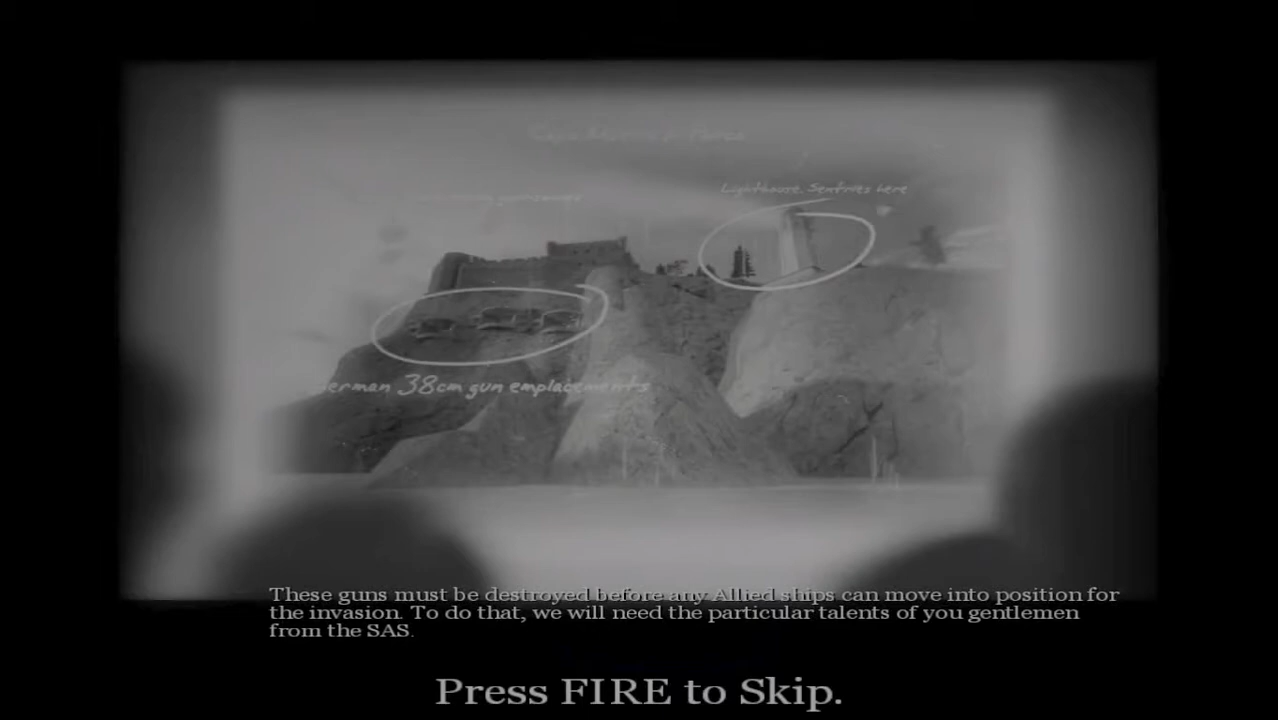 Lighthouse. Sentries here
German 38cm gun emplacements
These guns must be destroyed before any Allied ships can move into position for
the invasion. To do that, we will need the particular talents of you gentlemen
from the SAS.
Press FIRE to Skip.